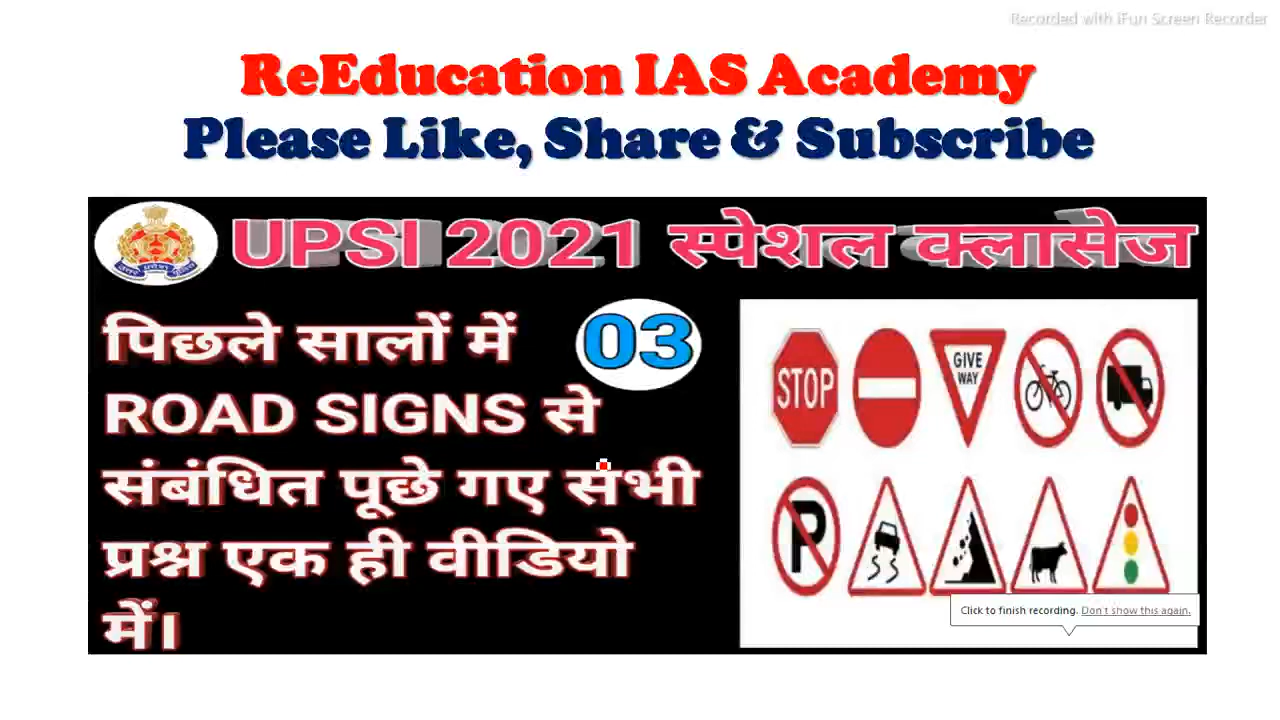 Recorded with iFun Screen Recorder
ReEducation IAS Academy
Please Like, Share & Subscribe
UPSI 2021 स्पेशल क्लासेज
पिछले सालों में
03
ROAD SIGNS से
संबंधित पूछे गए सभी
प्रश्न एक ही वीडियो
में।
STOP
GIVE
WAY
P
Click to finish recording. Don't show this again.